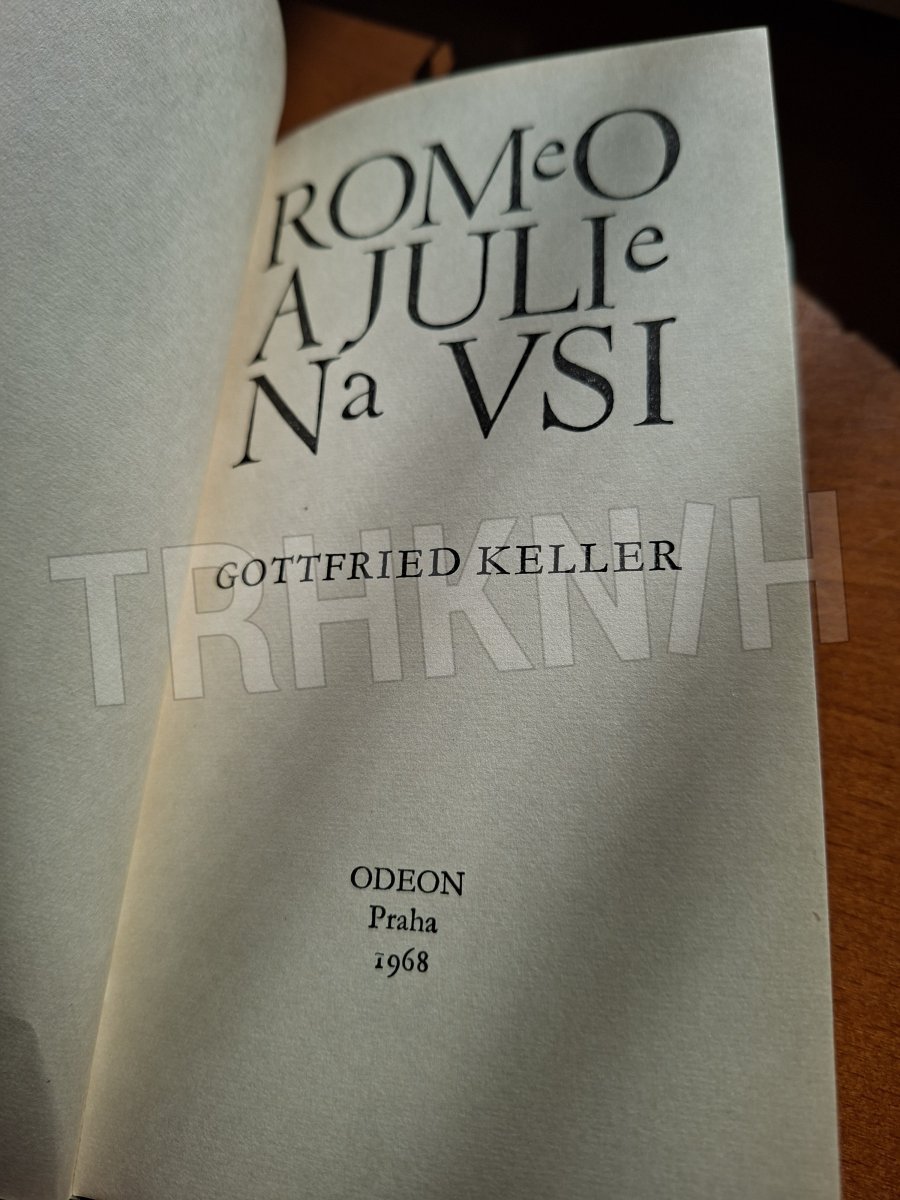 ROMeO
A JULIe
Na VSI
GOTTFRIED KELLER
TRHKNIH
ODEON
Praha
1968